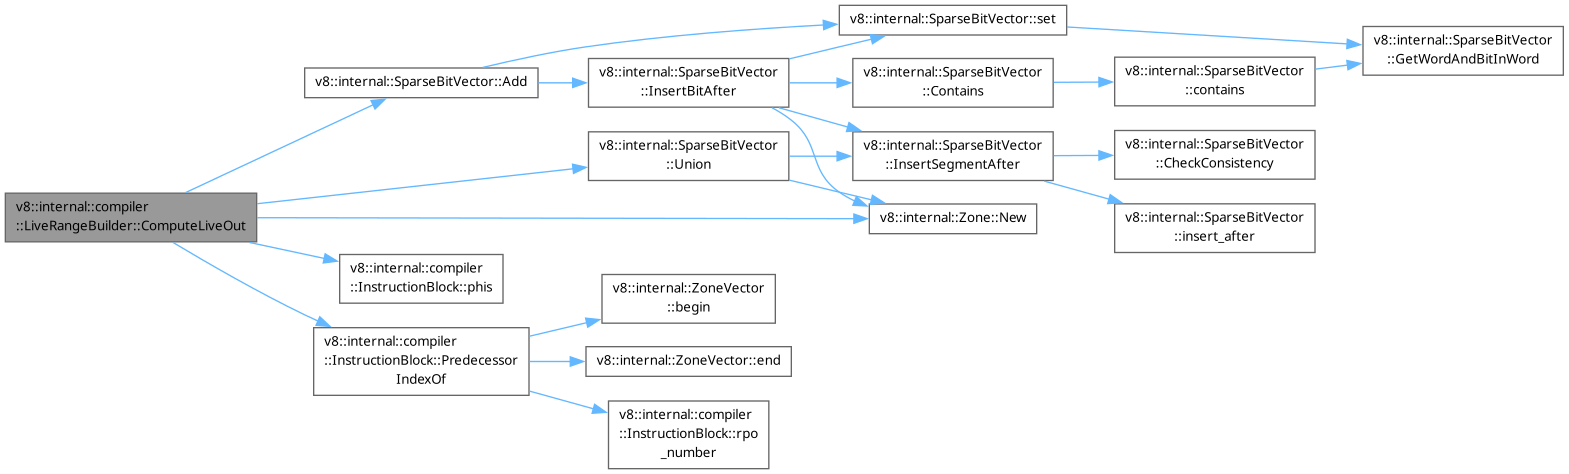 v8::internal::compiler
::LiveRangeBuilder::ComputeLiveOut
v8::internal::SparseBitVector::Add
v8::internal::SparseBitVector::set
v8::internal::SparseBitVector
::GetWordAndBitInWord
v8::internal::SparseBitVector
::InsertBitAfter
v8::internal::SparseBitVector
::Contains
v8::internal::SparseBitVector
::contains
v8::internal::SparseBitVector
::InsertSegmentAfter
v8::internal::SparseBitVector
::CheckConsistency
v8::internal::SparseBitVector
::insert_after
v8::internal::SparseBitVector
::Union
v8::internal::Zone::New
v8::internal::compiler
::InstructionBlock::phis
v8::internal::compiler
::InstructionBlock::Predecessor
IndexOf
v8::internal::ZoneVector
::begin
v8::internal::ZoneVector::end
v8::internal::compiler
::InstructionBlock::rpo
_number